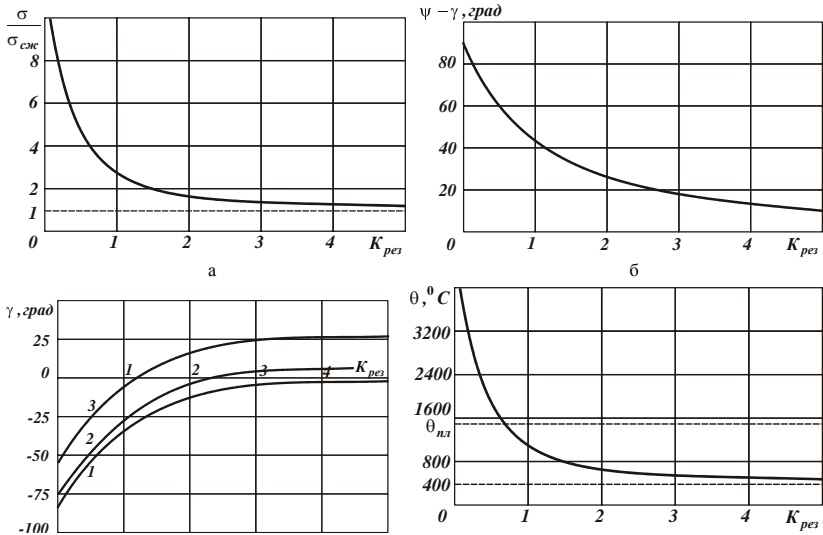 σ
σсж
8
6
4
2
1
0 1 2 3 4 Kрез
а
ψ – γ, град
80
60
40
20
0 1 2 3 4 Kрез
б
γ, град
25
0 1 2 3 4 Kрез
-25 3
-50 2
1
-75
-100
θ, ⁰С
3200
2400
1600
θпл
800
400
0 1 2 3 4 Kрез